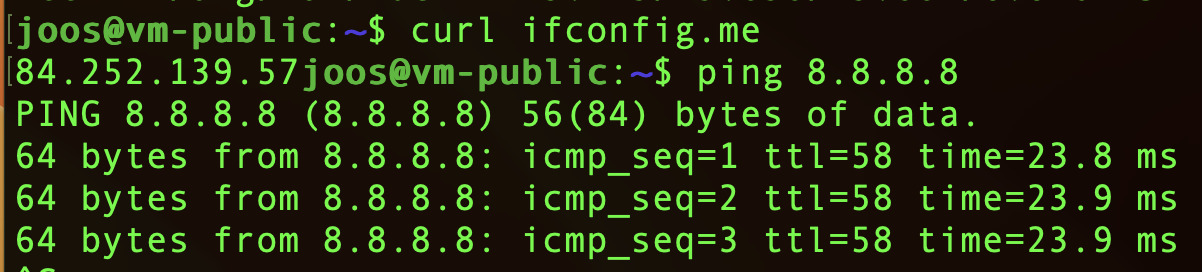 [joos@vm-public:~$ curl ifconfig.me
[84.252.139.57joos@vm-public:~$ ping 8.8.8.8
PING 8.8.8.8 (8.8.8.8) 56(84) bytes of data.
64 bytes from 8.8.8.8: icmp_seq=1 ttl=58 time=23.8 ms
64 bytes from 8.8.8.8: icmp_seq=2 ttl=58 time=23.9 ms
64 bytes from 8.8.8.8: icmp_seq=3 ttl=58 time=23.9 ms